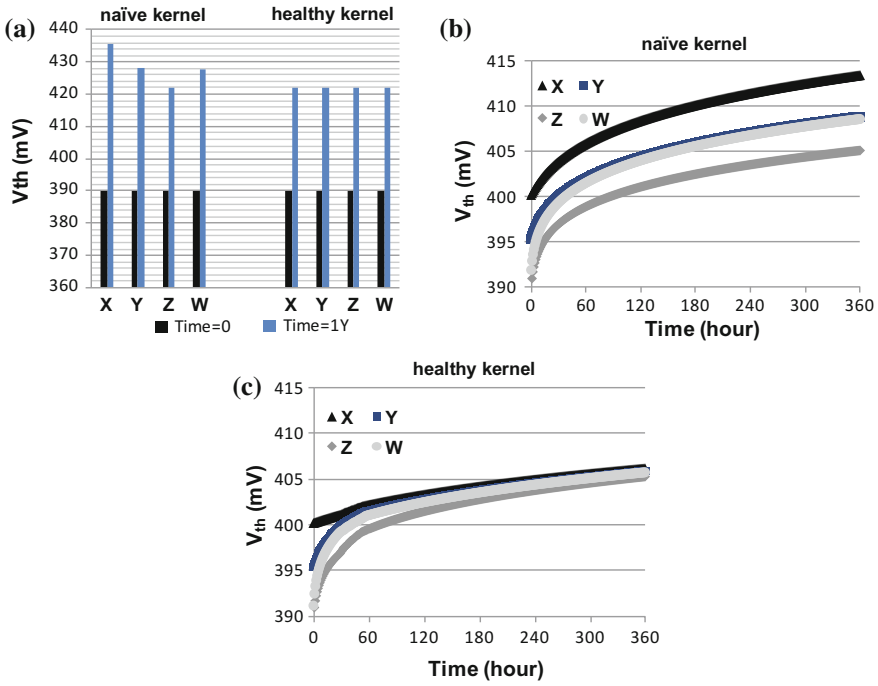 (a)
naïve kernel
healthy kernel
Vth (mV)
440
430
420
410
400
390
380
370
360
X Y Z W
X Y Z W
Time=0 Time=1Y
(b)
naïve kernel
Vth (mV)
415
410
405
400
395
390
X Y
Z W
0 60 120 180 240 300 360
Time (hour)
(c)
healthy kernel
Vth (mV)
415
410
405
400
395
390
X Y
Z W
0 60 120 180 240 300 360
Time (hour)